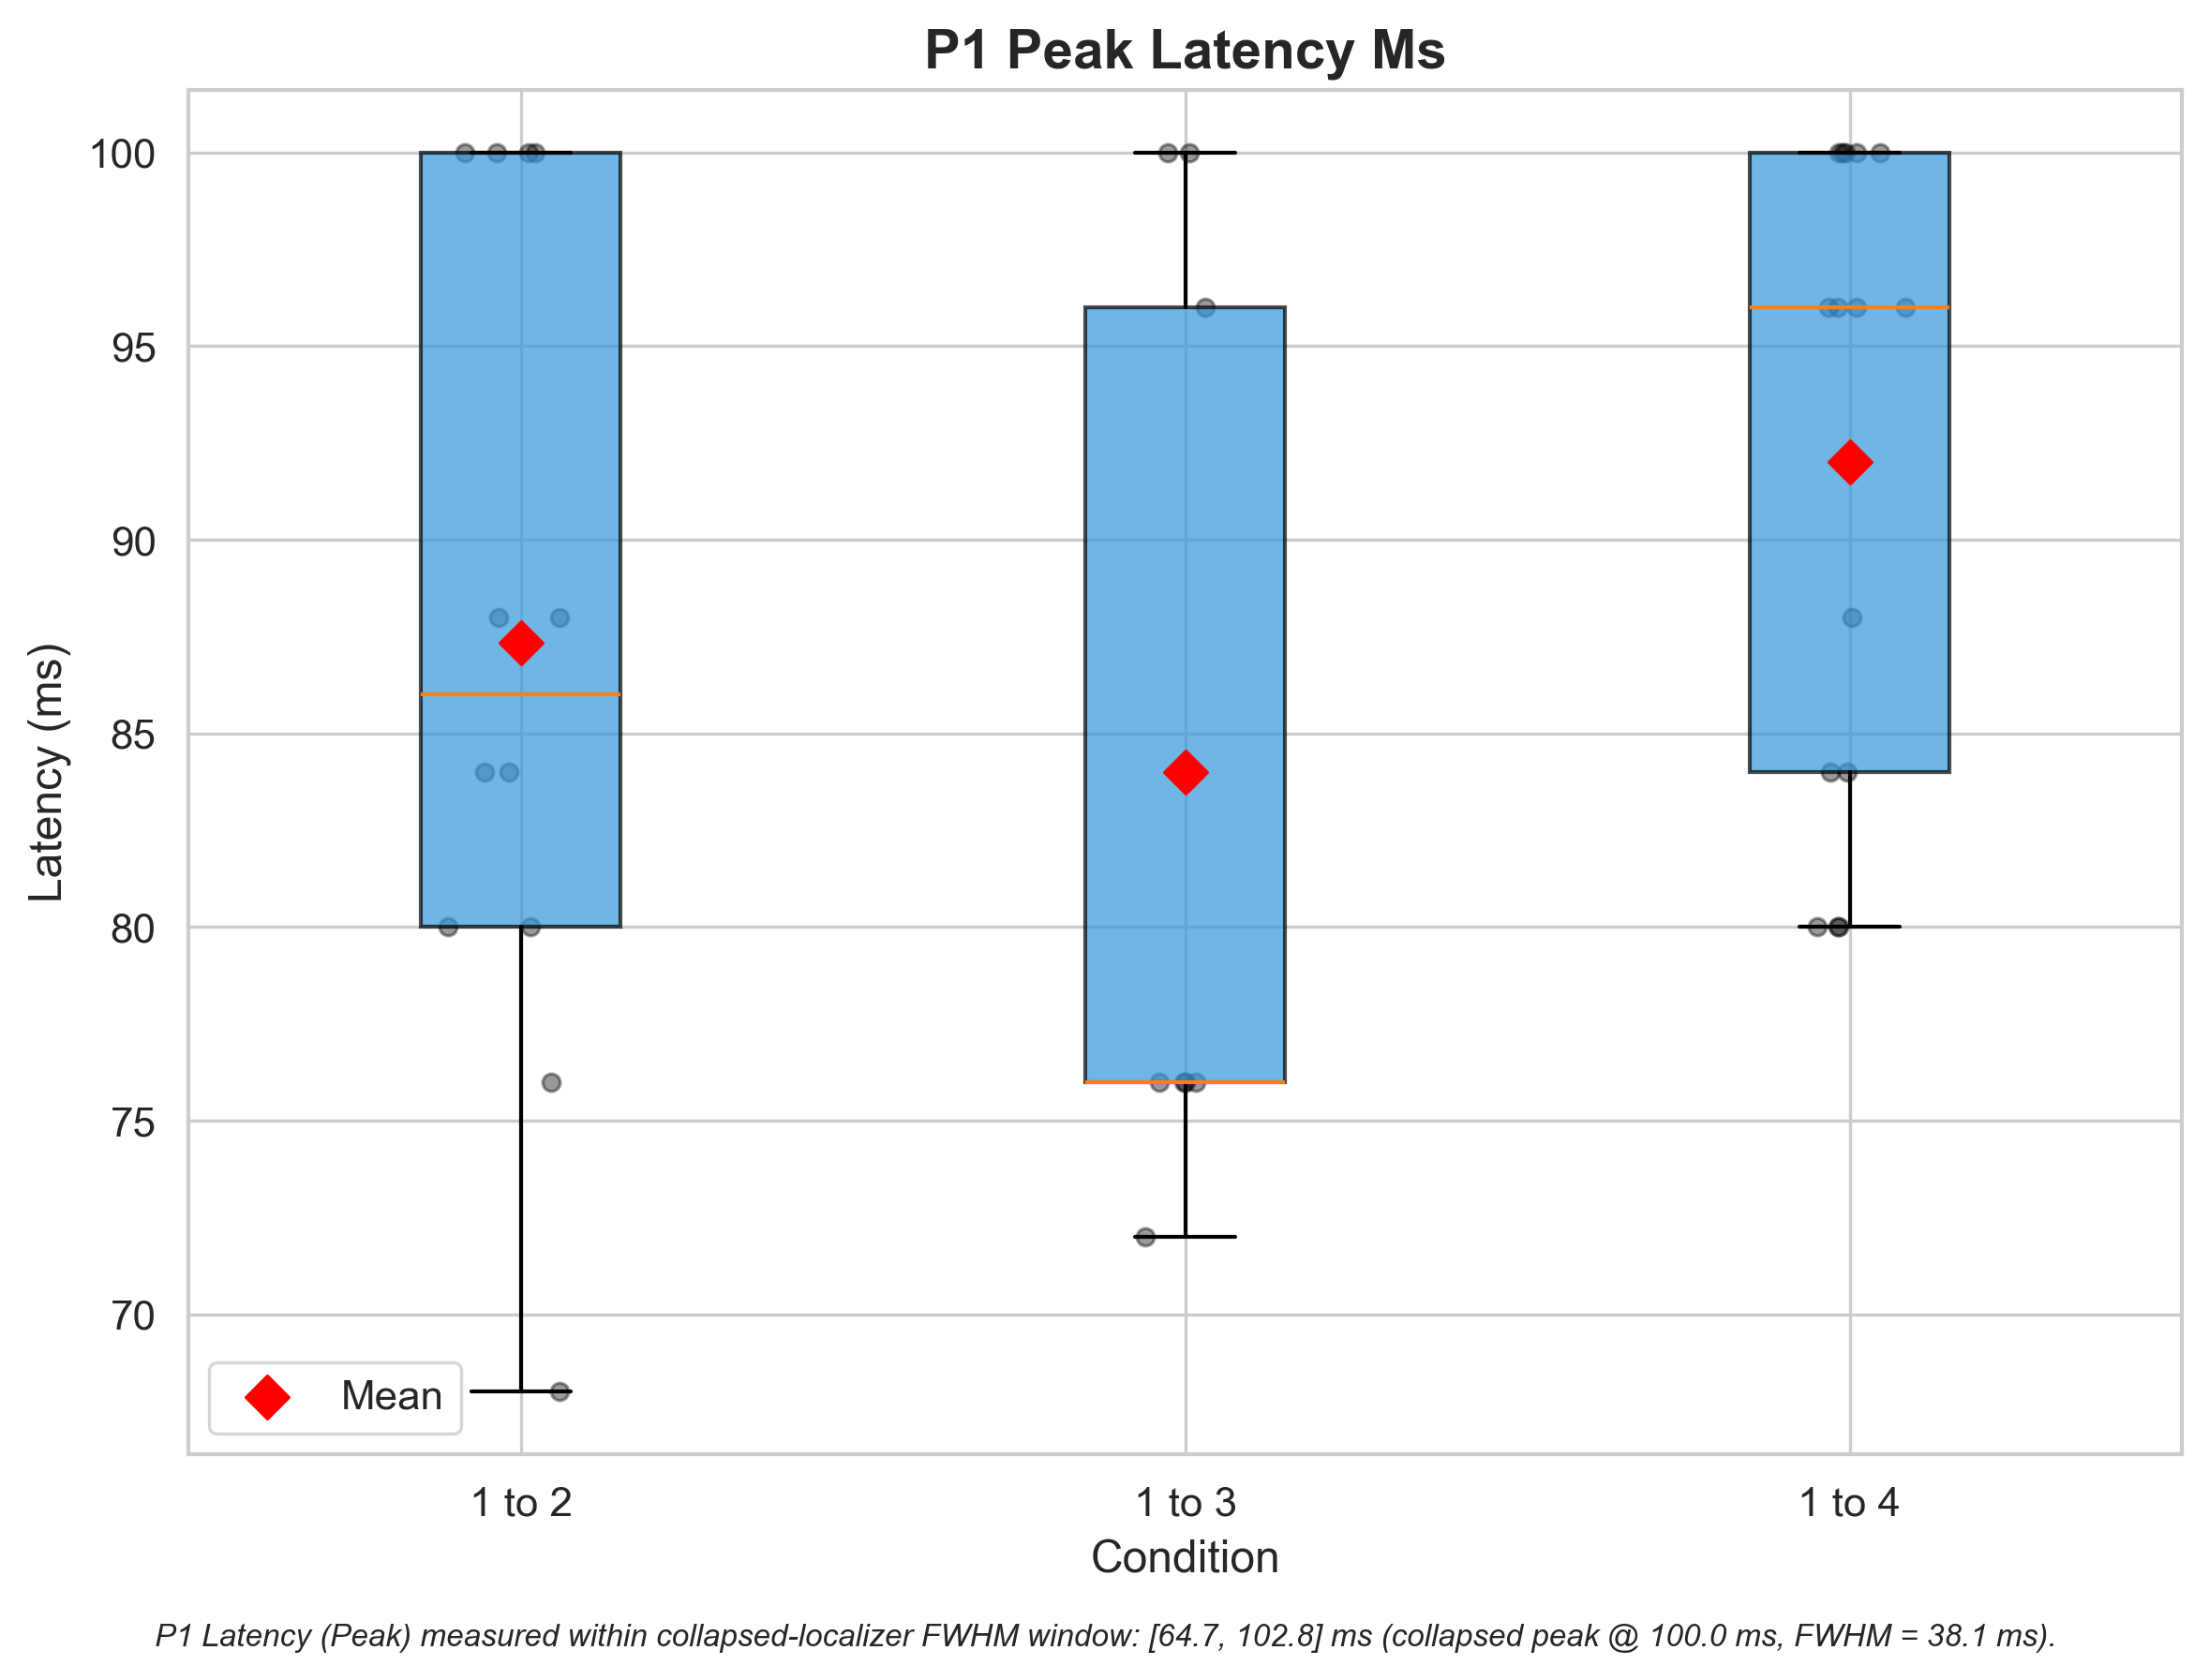 P1 Peak Latency Ms
100
95
90
85
80
75
70
Latency (ms)
Mean
1 to 2
1 to 3
1 to 4
Condition
P1 Latency (Peak) measured within collapsed-localizer FWHM window: [64.7, 102.8] ms (collapsed peak @ 100.0 ms, FWHM = 38.1 ms).